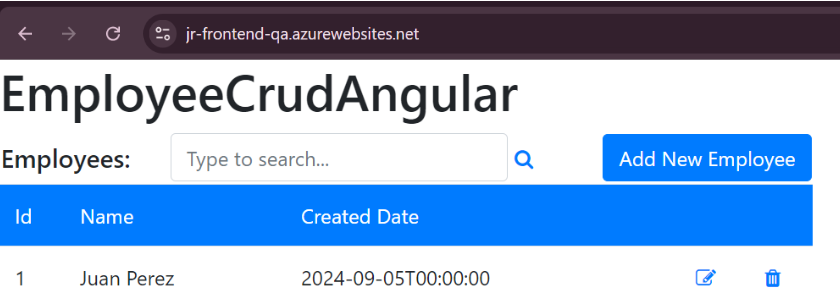 jr-frontend-qa.azurewebsites.net
EmployeeCrudAngular
Employees: Type to search... Add New Employee
Id Name Created Date
1 Juan Perez 2024-09-05T00:00:00